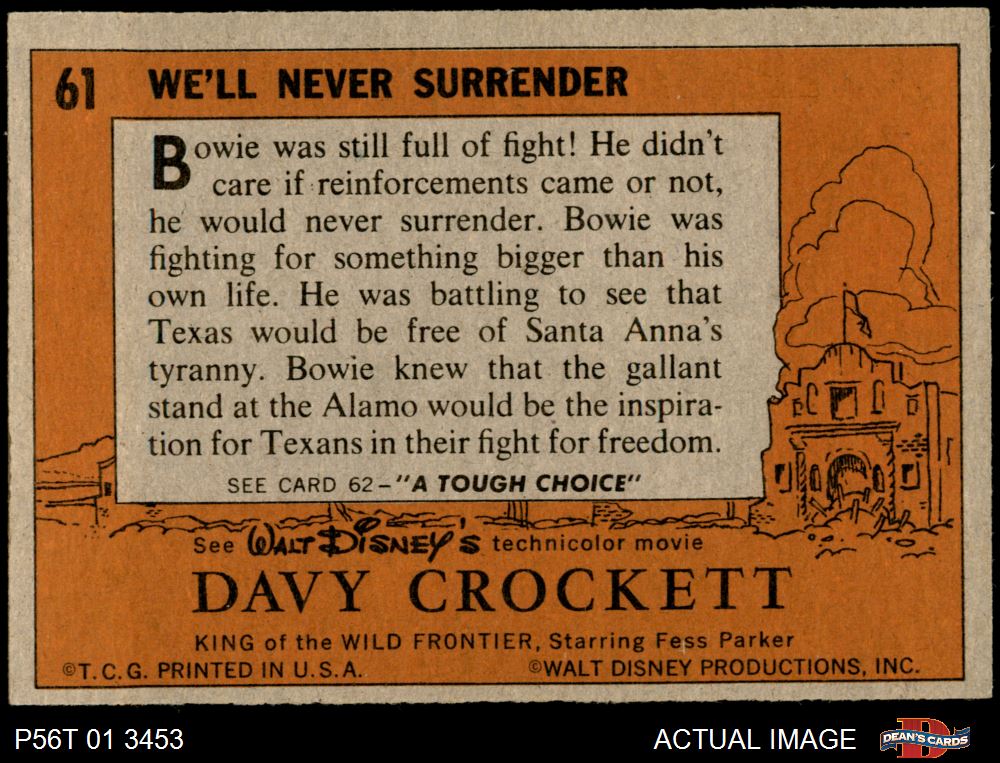 61 WE'LL NEVER SURRENDER
Bowie was still full of fight! He didn't
care if reinforcements came or not,
he would never surrender. Bowie was
fighting for something bigger than his
own life. He was battling to see that
Texas would be free of Santa Anna's
tyranny. Bowie knew that the gallant
stand at the Alamo would be the inspira-
tion for Texans in their fight for freedom.
SEE CARD 62-"A TOUGH CHOICE"
See WALT DISNEY'S technicolor movie
DAVY CROCKETT
KING of the WILD FRONTIER, Starring Fess Parker
©T.C.G. PRINTED IN U.S.A. ©WALT DISNEY PRODUCTIONS, INC.
P56T 01 3453 ACTUAL IMAGE D DEAN'S CARDS